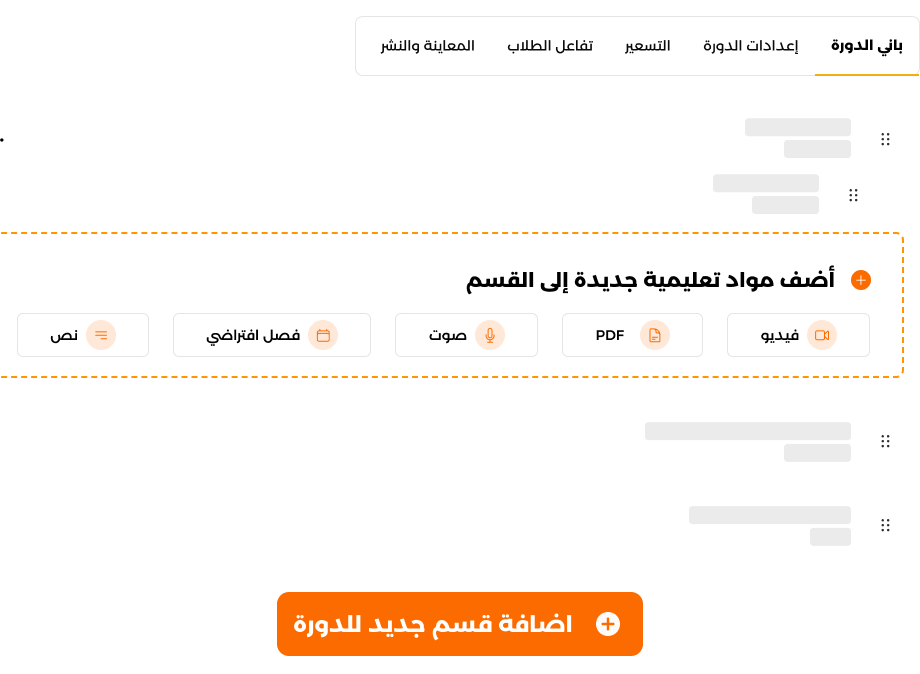 باني الدورة إعدادات الدورة التسعير تفاعل الطلاب المعاينة والنشر
أضف مواد تعليمية جديدة إلى القسم
فيديو PDF صوت فصل افتراضي نص
اضافة قسم جديد للدورة